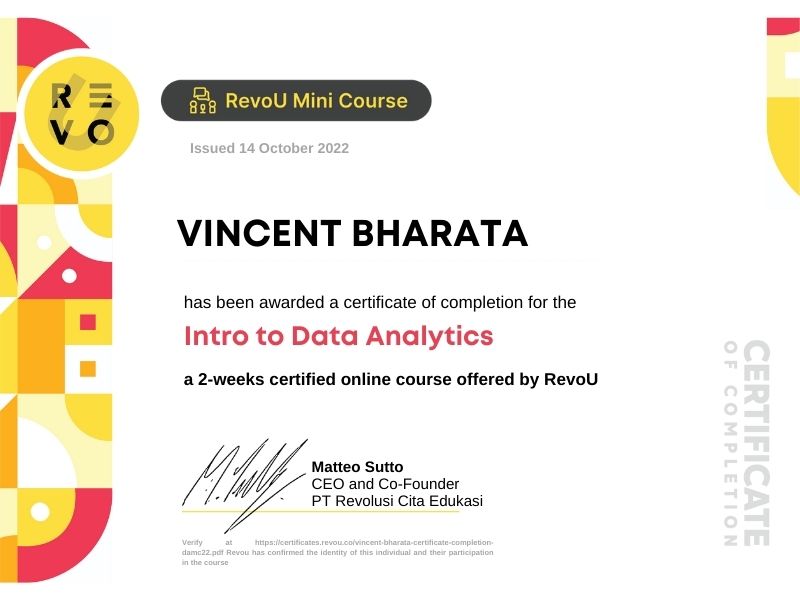 R E
V O
RevoU Mini Course
Issued 14 October 2022
VINCENT BHARATA
has been awarded a certificate of completion for the
Intro to Data Analytics
a 2-weeks certified online course offered by RevoU
Matteo Sutto
CEO and Co-Founder
PT Revolusi Cita Edukasi
Verify at https://certificates.revou.co/vincent-bharata-certificate-completion-
damc22.pdf Revou has confirmed the identity of this individual and their participation
in the course
CERTIFICATE
OF COMPLETION